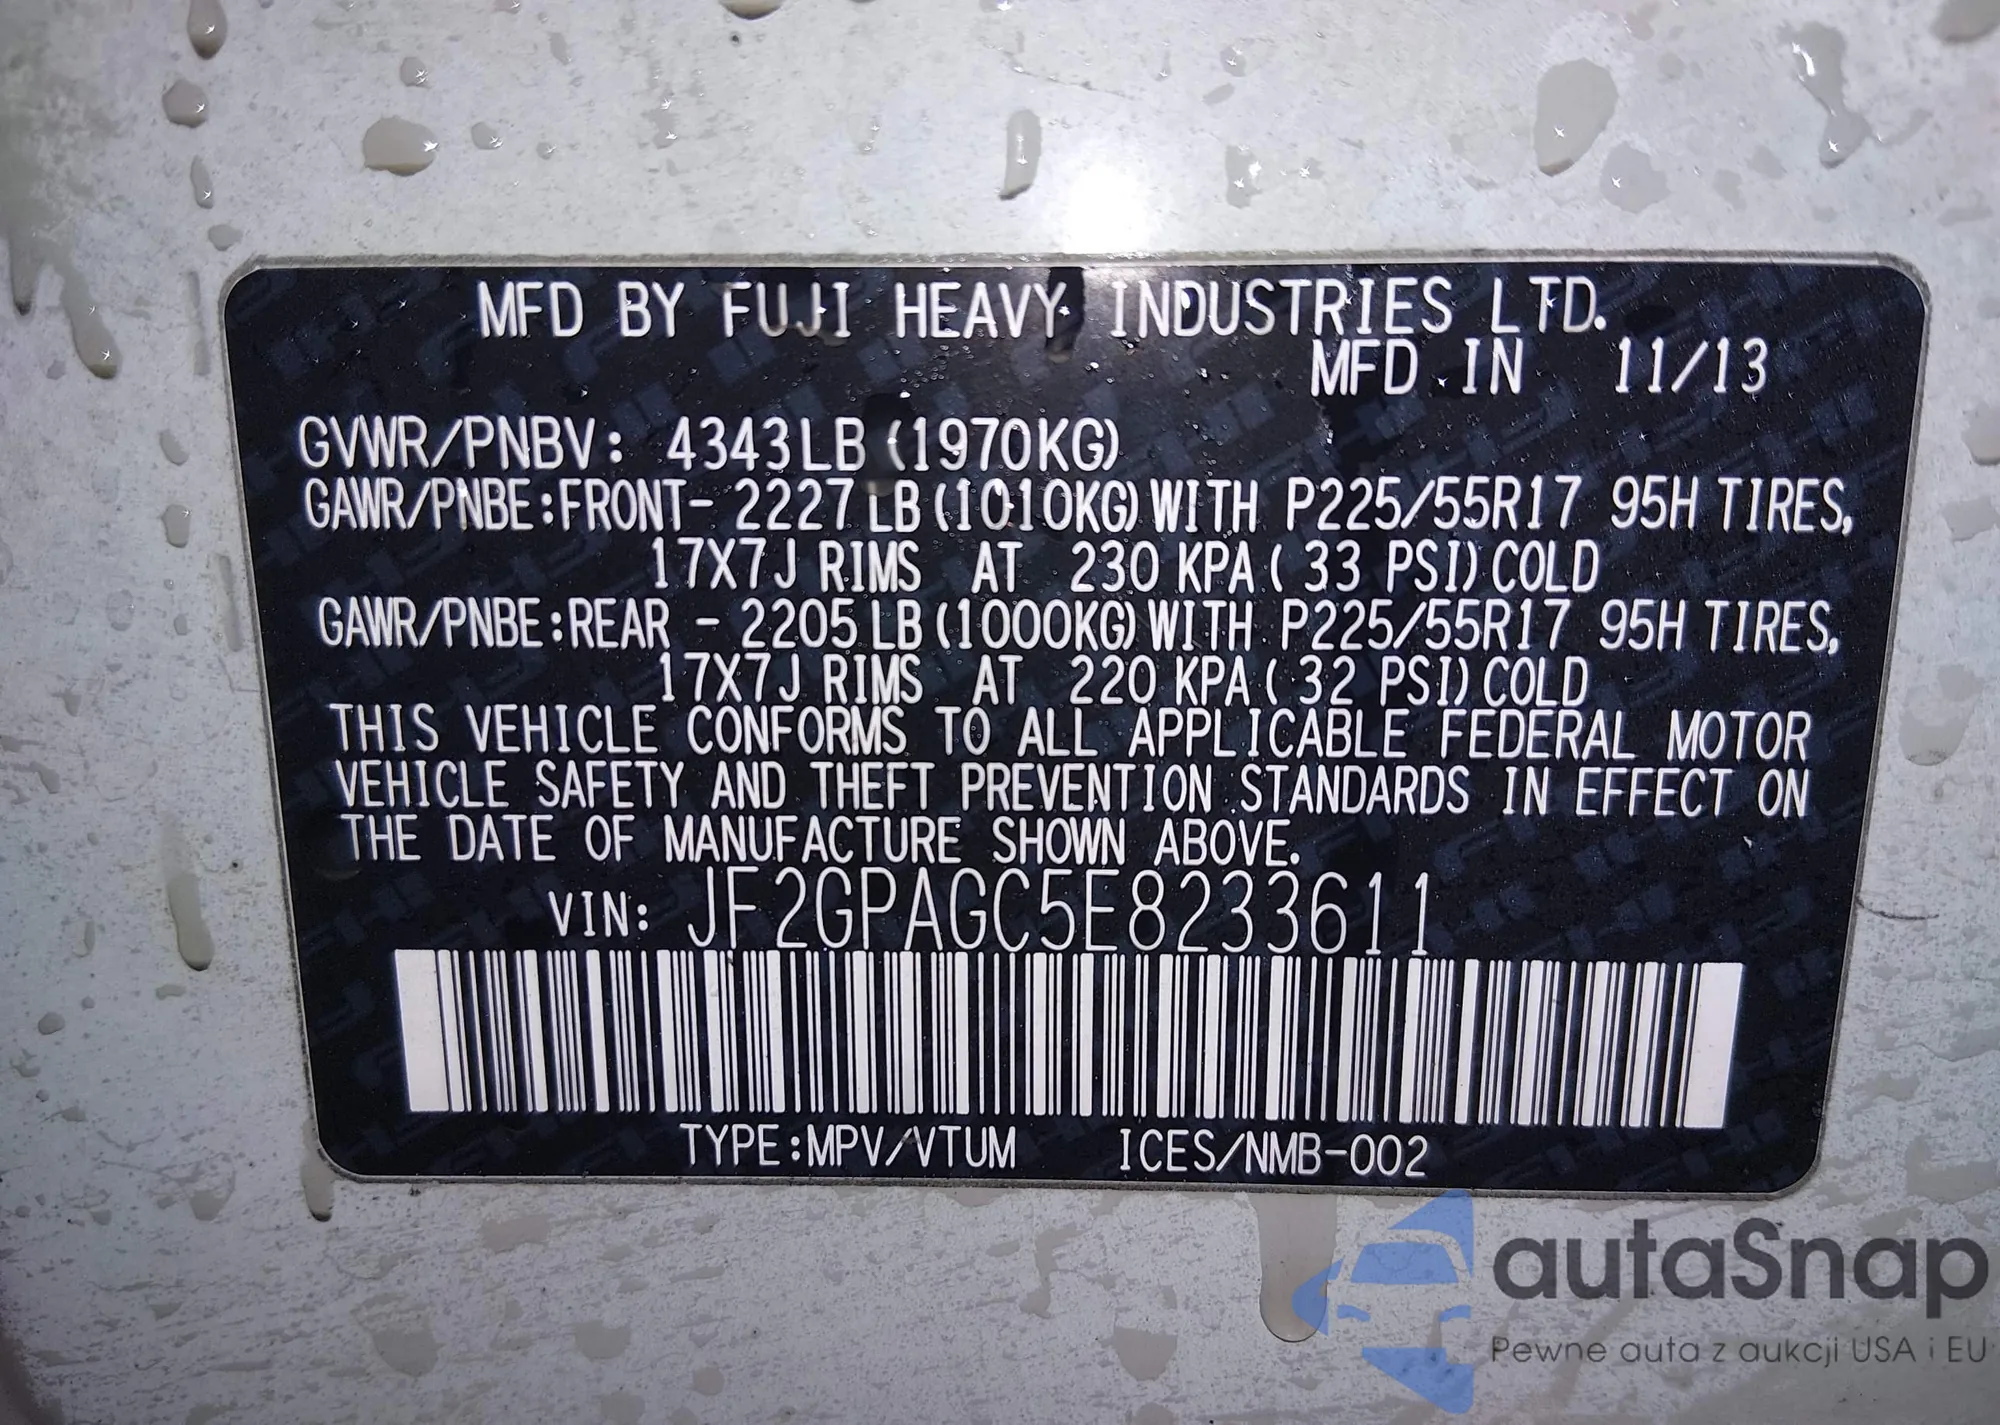 MFD BY FUJI HEAVY INDUSTRIES LTD.
MFD IN 11/13
GVWR/PNBV: 4343LB (1970KG)
GAWR/PNBE:FRONT- 2227LB (1010KG) WITH P225/55R17 95H TIRES,
17X7J RIMS AT 230 KPA ( 33 PSI) COLD
GAWR/PNBE:REAR - 2205LB (1000KG) WITH P225/55R17 95H TIRES,
17X7J RIMS AT 220 KPA ( 32 PSI) COLD
THIS VEHICLE CONFORMS TO ALL APPLICABLE FEDERAL MOTOR
VEHICLE SAFETY AND THEFT PREVENTION STANDARDS IN EFFECT ON
THE DATE OF MANUFACTURE SHOWN ABOVE.
VIN: JF2GPAGC5E8233611
TYPE:MPV/VTUM ICES/NMB-002
autaSnap
Pewne auta z aukcji USA i EU